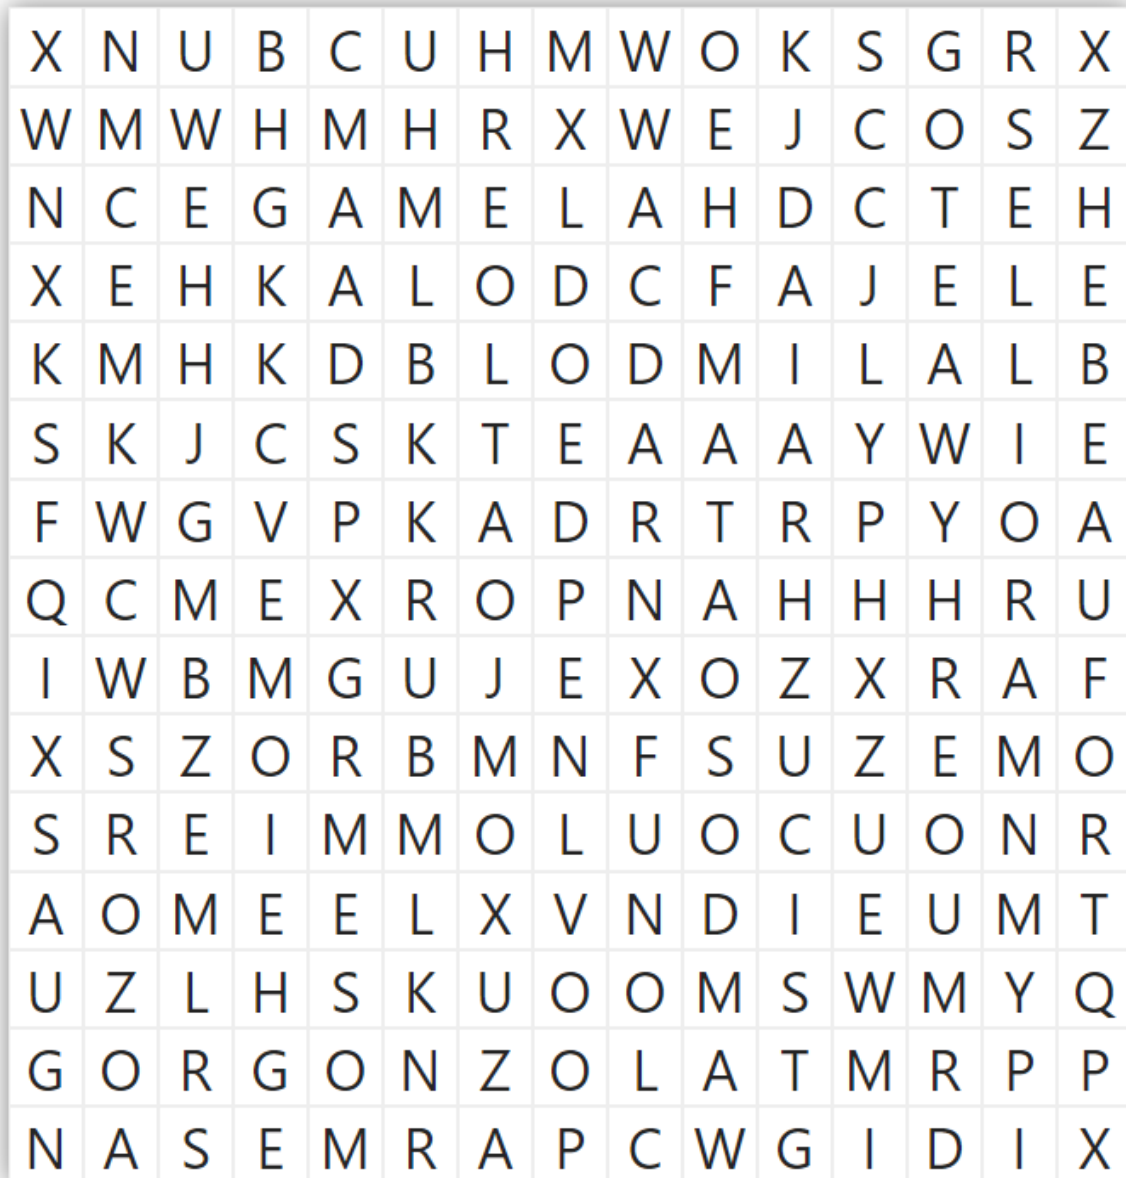 X N U B C U H M W O K S G R X
W M W H M H R X W E J C O S Z
N C E G A M E L A H D C T E H
X E H K A L O D C F A J E L E
K M H K D B L O D M I L A L B
S K J C S K T E A A A Y W I E
F W G V P K A D R T R P Y O A
Q C M E X R O P N A H H H R U
I W B M G U J E X O Z X R A F
X S Z O R B M N F S U Z E M O
S R E I M M O L U O C U O N R
A O M E E L X V N D I E U M T
U Z L H S K U O O M S W M Y Q
G O R G O N Z O L A T M R P P
N A S E M R A P C W G I D I X